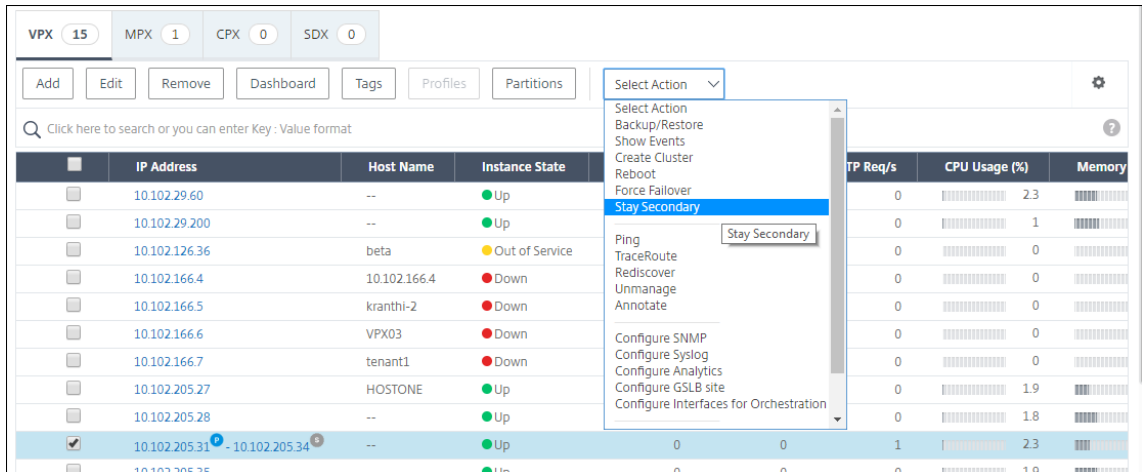 VPX 15 MPX 1 CPX 0 SDX 0
Add Edit Remove Dashboard Tags Profiles Partitions Select Action
Click here to search or you can enter Key : Value format
Select Action
Backup/Restore
Show Events
Create Cluster
Reboot
Force Failover
Stay Secondary
Stay Secondary
Ping
TraceRoute
Rediscover
Unmanage
Annotate
Configure SNMP
Configure Syslog
Configure Analytics
Configure GSLB site
Configure Interfaces for Orchestration
IP Address Host Name Instance State TP Req/s CPU Usage (%) Memory
10.102.29.60 -- Up 0 2.3
10.102.29.200 -- Up 0 1
10.102.126.36 beta Out of Service 0 0
10.102.166.4 10.102.166.4 Down 0 0
10.102.166.5 kranthi-2 Down 0 0
10.102.166.6 VPX03 Down 0 0
10.102.166.7 tenant1 Down 0 0
10.102.205.27 HOSTONE Up 0 1.9
10.102.205.28 -- Up 0 1.8
10.102.205.31 P - 10.102.205.34 S -- Up 0 0 1 2.3